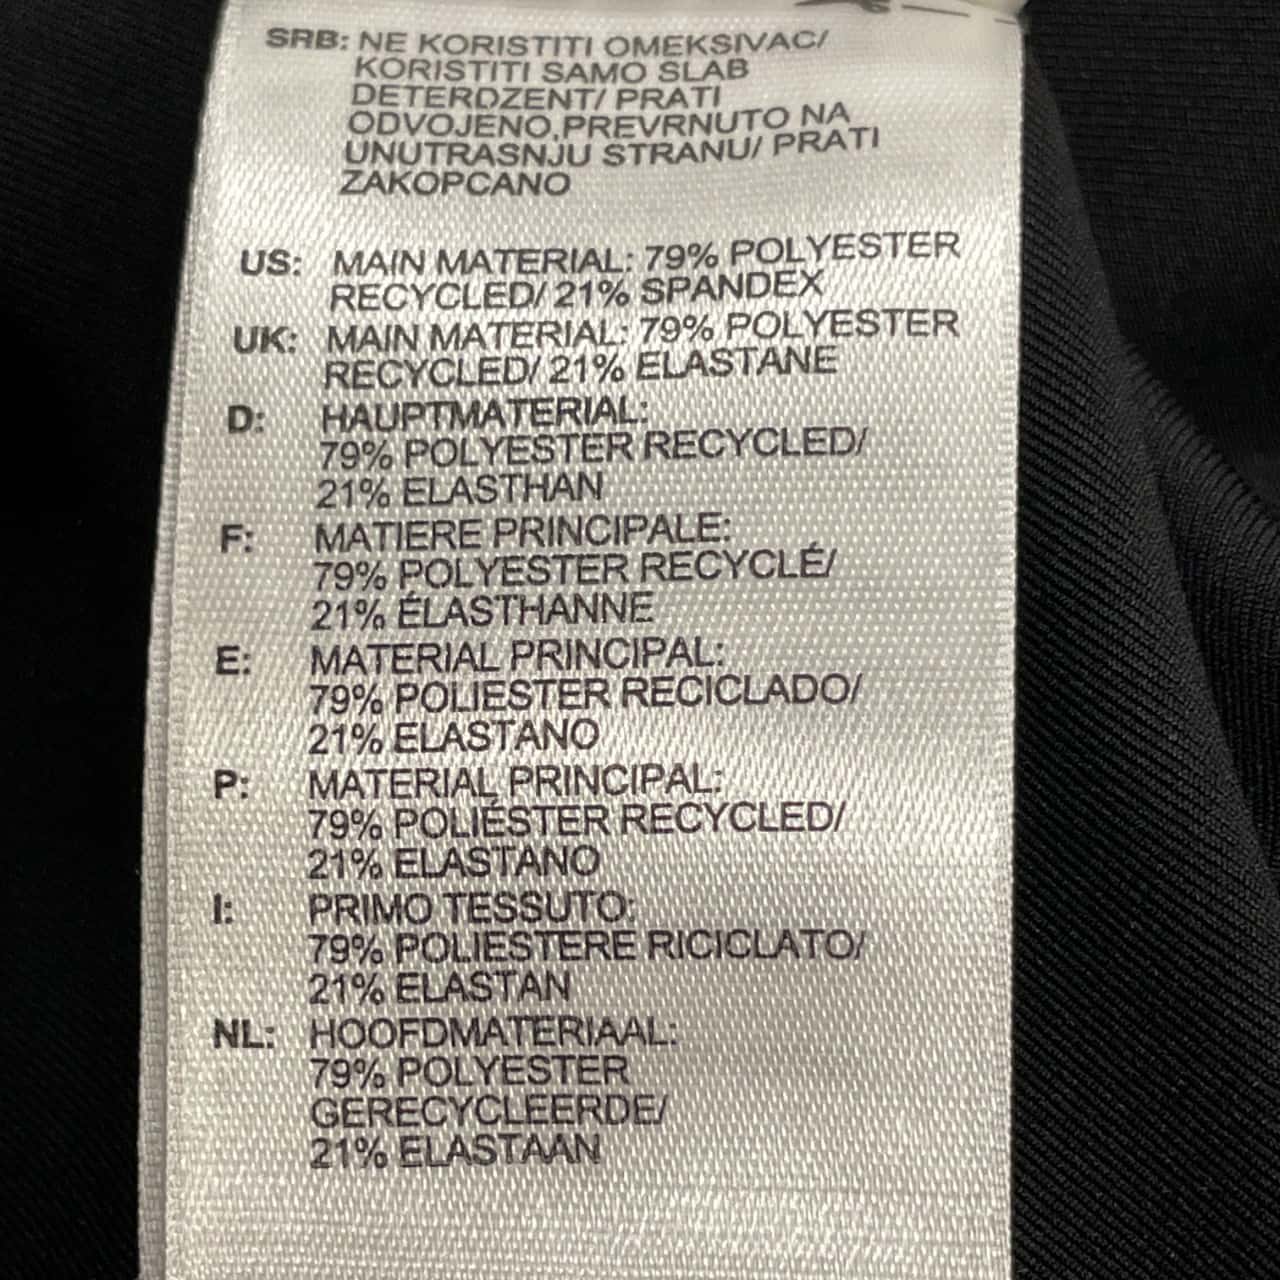 SRB: NE KORISTITI OMEKSIVAC/
KORISTITI SAMO SLAB
DETERDZENT/ PRATI
ODVOJENO,PREVRNUTO NA
UNUTRASNJU STRANU/ PRATI
ZAKOPCANO
US: MAIN MATERIAL: 79% POLYESTER
RECYCLED/ 21% SPANDEX
UK: MAIN MATERIAL: 79% POLYESTER
RECYCLED/ 21% ELASTANE
D: HAUPTMATERIAL:
79% POLYESTER RECYCLED/
21% ELASTHAN
F: MATIERE PRINCIPALE:
79% POLYESTER RECYCLÉ/
21% ÉLASTHANNE
E: MATERIAL PRINCIPAL:
79% POLIESTER RECICLADO/
21% ELASTANO
P: MATERIAL PRINCIPAL:
79% POLIÉSTER RECYCLED/
21% ELASTANO
I: PRIMO TESSUTO:
79% POLIESTERE RICICLATO/
21% ELASTAN
NL: HOOFDMATERIAAL:
79% POLYESTER
GERECYCLEERDE/
21% ELASTAAN